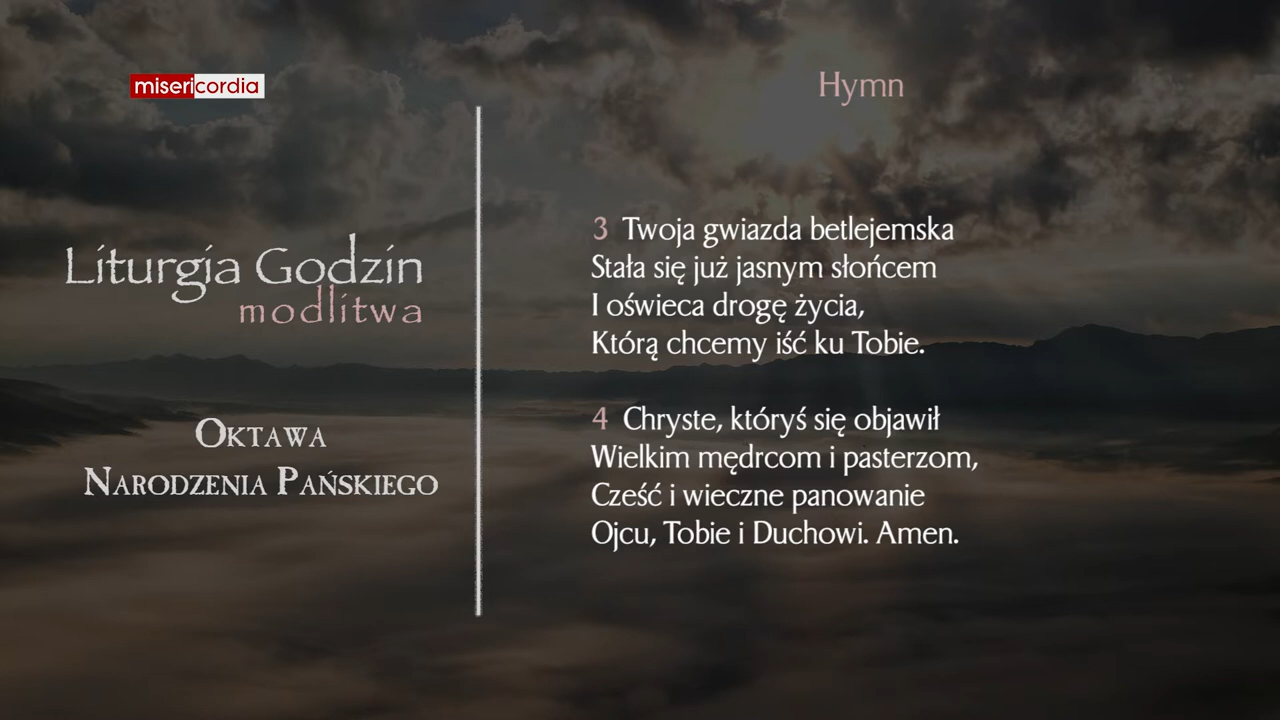 misericordia
Liturgia Godzin
modlitwa
Oktawa
Narodzenia Pańskiego
Hymn
3 Twoja gwiazda betlejemska
Stała się już jasnym słońcem
I oświeca drogę życia,
Którą chcemy iść ku Tobie.
4 Chryste, któryś się objawił
Wielkim mędrcom i pasterzom,
Cześć i wieczne panowanie
Ojcu, Tobie i Duchowi. Amen.